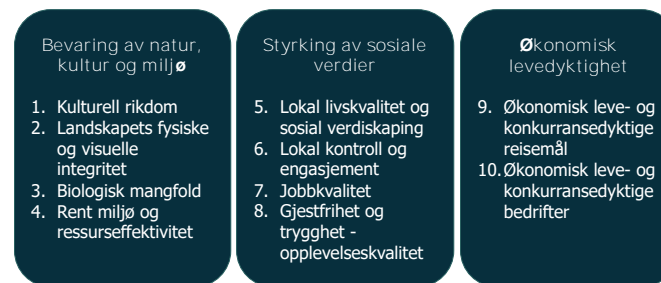 Bevaring av natur,
kultur og miljø
1. Kulturell rikdom
2. Landskapets fysiske
og visuelle
integritet
3. Biologisk mangfold
4. Rent miljø og
ressurseffektivitet
Styrking av sosiale
verdier
5. Lokal livskvalitet og
sosial verdiskaping
6. Lokal kontroll og
engasjement
7. Jobbkvalitet
8. Gjestfrihet og
trygghet -
opplevelseskvalitet
Økonomisk
levedyktighet
9. Økonomisk leve- og
konkurransedyktige
reisemål
10. Økonomisk leve- og
konkurransedyktige
bedrifter